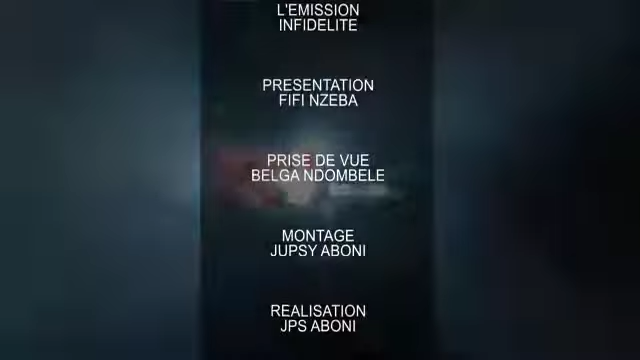 L'EMISSION
INFIDELITE
PRESENTATION
FIFI NZEBA
PRISE DE VUE
BELGA NDOMBELE
MONTAGE
JUPSY ABONI
REALISATION
JPS ABONI